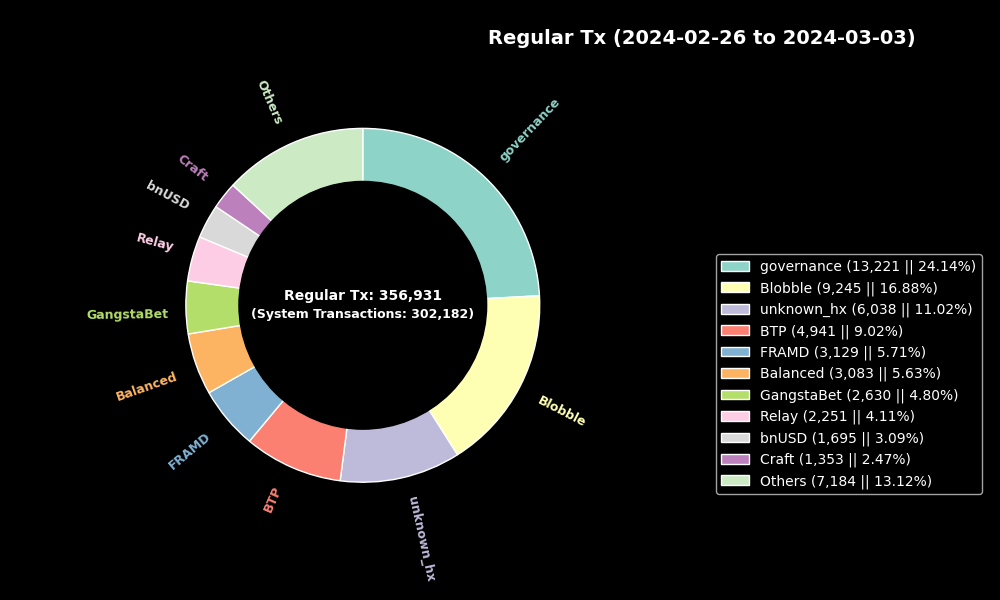 Regular Tx (2024-02-26 to 2024-03-03)
Others
governance
Craft
bnUSD
Relay
GangstaBet
Balanced
FRAMD
BTP
unknown_hx
Blobble
Regular Tx: 356,931
(System Transactions: 302,182)
governance (13,221 || 24.14%)
Blobble (9,245 || 16.88%)
unknown_hx (6,038 || 11.02%)
BTP (4,941 || 9.02%)
FRAMD (3,129 || 5.71%)
Balanced (3,083 || 5.63%)
GangstaBet (2,630 || 4.80%)
Relay (2,251 || 4.11%)
bnUSD (1,695 || 3.09%)
Craft (1,353 || 2.47%)
Others (7,184 || 13.12%)